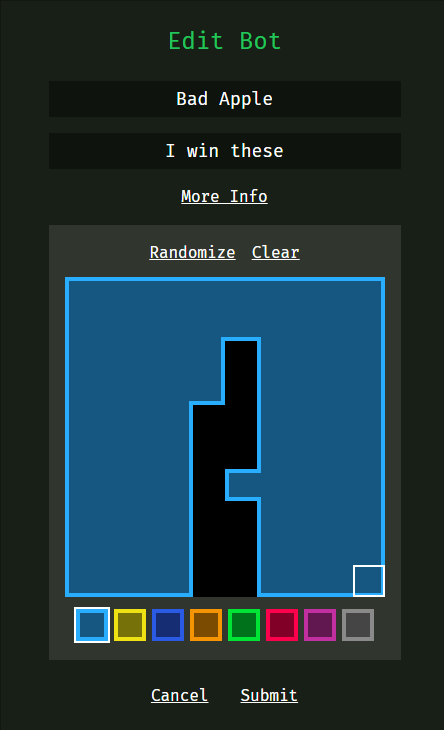 Edit Bot
Bad Apple
I win these
More Info
Randomize Clear
Cancel Submit